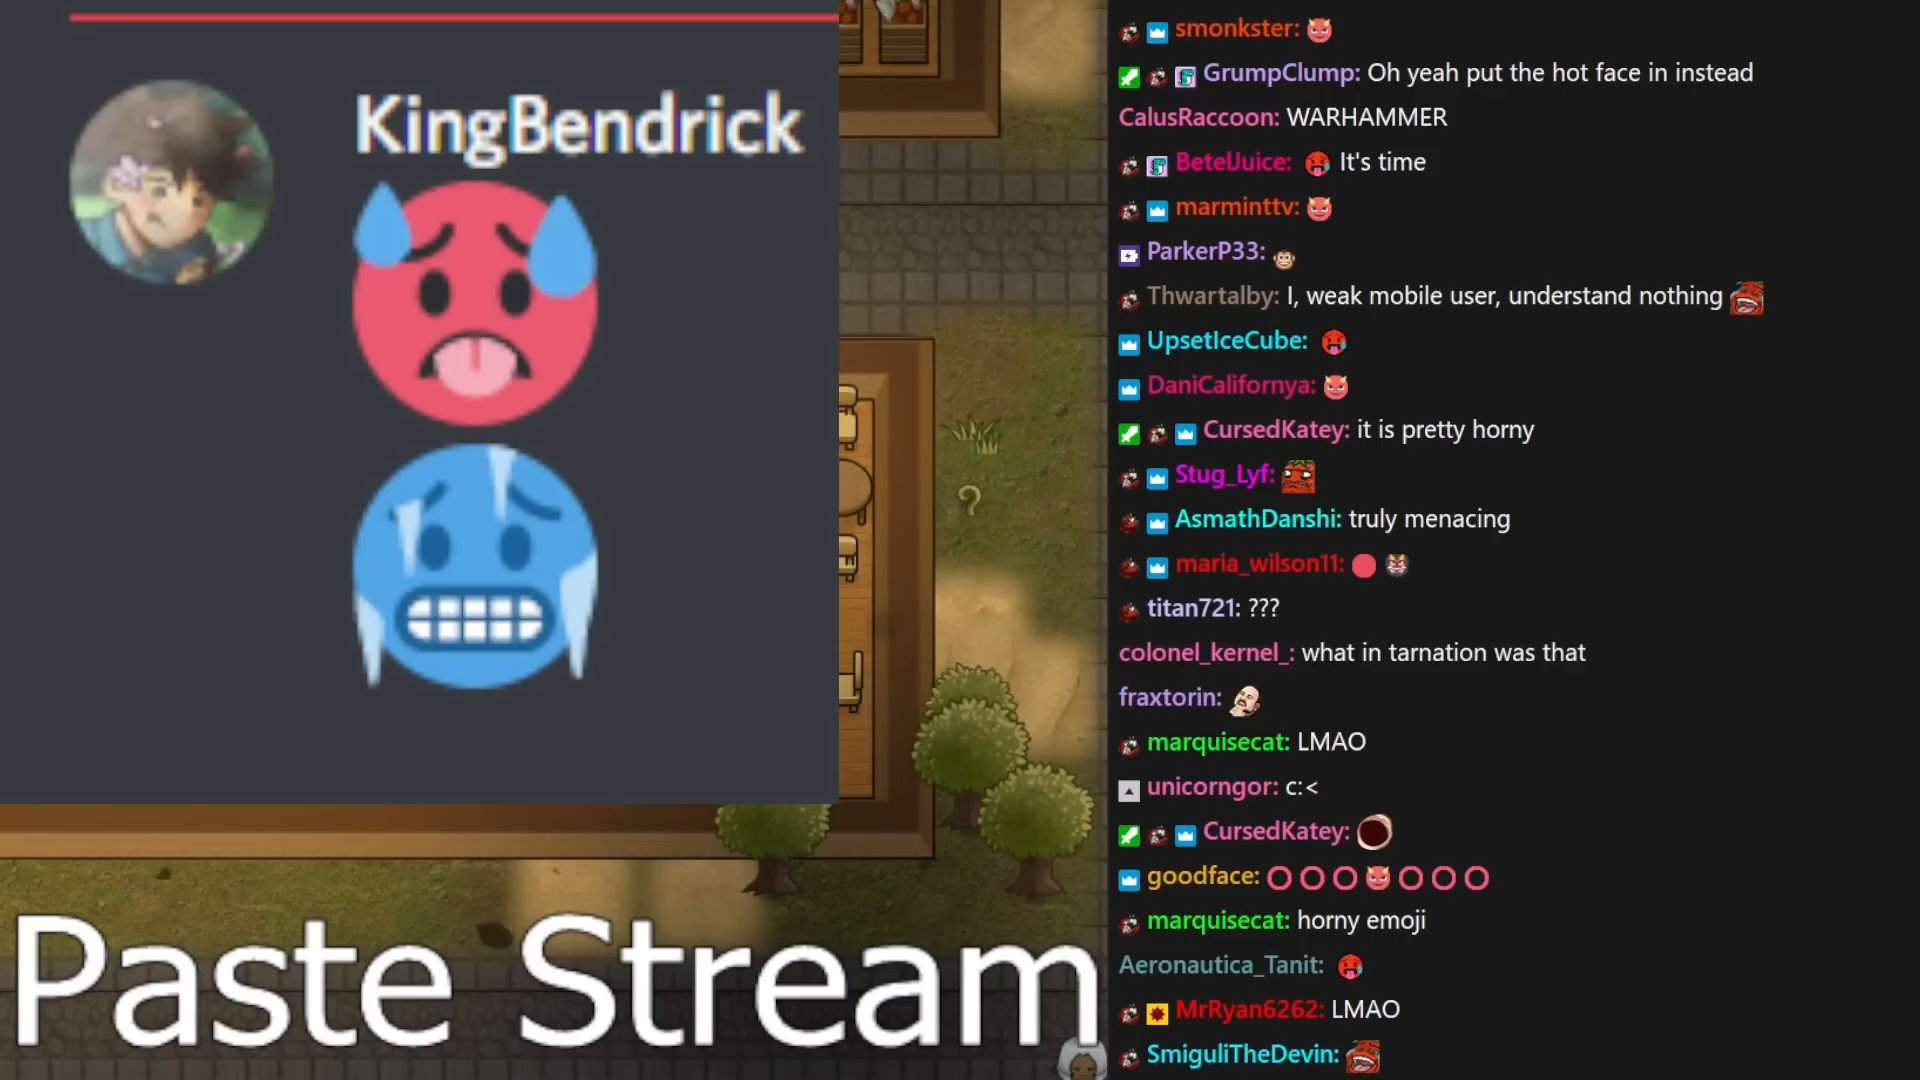 KingBendrick
Paste Stream
smonkster:
GrumpClump: Oh yeah put the hot face in instead
CalusRaccoon: WARHAMMER
BetelJuice: It's time
marminttv:
ParkerP33:
Thwartalby: I, weak mobile user, understand nothing
UpsetIceCube:
DaniCalifornya:
CursedKatey: it is pretty horny
Stug_Lyf:
AsmathDanshi: truly menacing
maria_wilson11:
titan721: ???
colonel_kernel_: what in tarnation was that
fraxtorin:
marquisecat: LMAO
unicorngor: c:<
CursedKatey:
goodface:
marquisecat: horny emoji
Aeronautica_Tanit:
MrRyan6262: LMAO
SmiguliTheDevin: